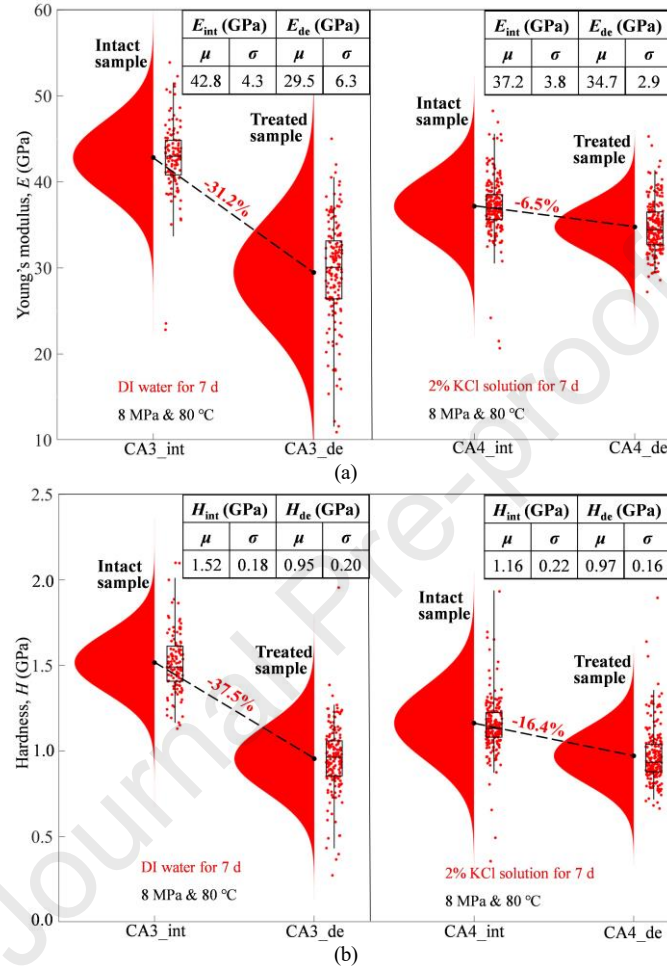 E_int (GPa) E_de (GPa)
μ σ μ σ
42.8 4.3 29.5 6.3
E_int (GPa) E_de (GPa)
μ σ μ σ
37.2 3.8 34.7 2.9
Young's modulus, E (GPa)
60
50
40
30
20
10
Intact
sample
Treated
sample
-31.2%
DI water for 7 d
8 MPa & 80 °C
CA3_int
CA3_de
Intact
sample
Treated
sample
-6.5%
2% KCl solution for 7 d
8 MPa & 80 °C
CA4_int
CA4_de
(a)
H_int (GPa) H_de (GPa)
μ σ μ σ
1.52 0.18 0.95 0.20
H_int (GPa) H_de (GPa)
μ σ μ σ
1.16 0.22 0.97 0.16
Hardness, H (GPa)
2.5
2.0
1.5
1.0
0.5
0.0
Intact
sample
Treated
sample
-37.5%
DI water for 7 d
8 MPa & 80 °C
CA3_int
CA3_de
Intact
sample
Treated
sample
-16.4%
2% KCl solution for 7 d
8 MPa & 80 °C
CA4_int
CA4_de
(b)
Journal Pre-proof